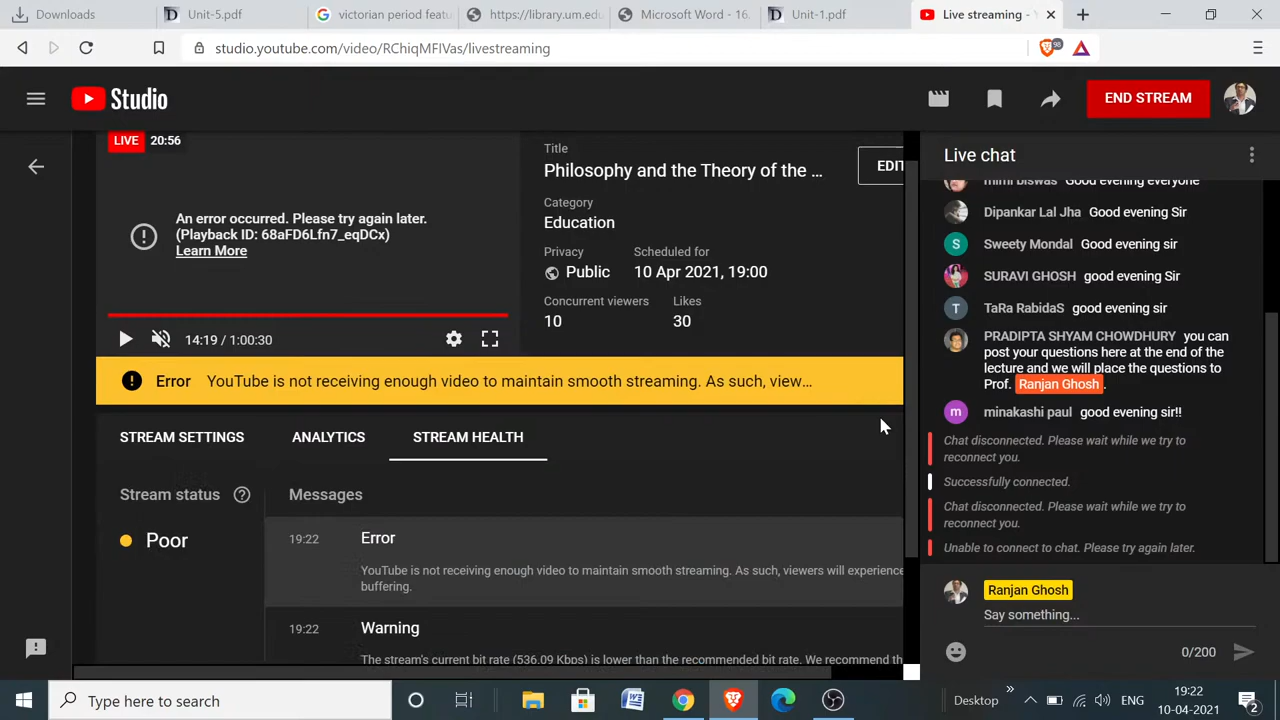 Downloads
Unit-5.pdf
victorian period featu
https://library.um.edu
Microsoft Word - 16.
Unit-1.pdf
Live streaming - Y
studio.youtube.com/video/RChiqMFlVas/livestreaming
98
Studio
END STREAM
LIVE 20:56
An error occurred. Please try again later.
(Playback ID: 68aFD6Lfn7_eqDCx)
Learn More
14:19 / 1:00:30
Title
Philosophy and the Theory of the ...
EDIT
Category
Education
Privacy
Public
Scheduled for
10 Apr 2021, 19:00
Concurrent viewers
10
Likes
30
Error YouTube is not receiving enough video to maintain smooth streaming. As such, view...
STREAM SETTINGS
ANALYTICS
STREAM HEALTH
Stream status
Poor
Messages
19:22 Error
YouTube is not receiving enough video to maintain smooth streaming. As such, viewers will experience
buffering.
19:22 Warning
The stream's current bit rate (536.09 Kbps) is lower than the recommended bit rate. We recommend th
Live chat
mimi biswas Good evening everyone
Dipankar Lal Jha Good evening Sir
S Sweety Mondal Good evening sir
SURAVI GHOSH good evening Sir
T TaRa RabidaS good evening sir
PRADIPTA SHYAM CHOWDHURY you can
post your questions here at the end of the
lecture and we will place the questions to
Prof. Ranjan Ghosh.
m minakashi paul good evening sir!!
Chat disconnected. Please wait while we try to
reconnect you.
Successfully connected.
Chat disconnected. Please wait while we try to
reconnect you.
Unable to connect to chat. Please try again later.
Ranjan Ghosh
Say something...
0/200
Type here to search
Desktop
ENG
19:22
10-04-2021
2